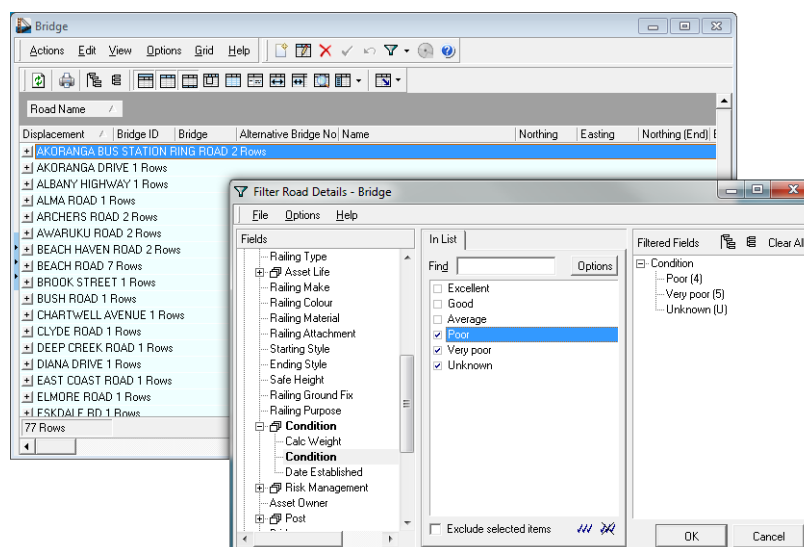 Bridge
Actions Edit View Options Grid Help
Road Name
Displacement Bridge ID Bridge Alternative Bridge No Name Northing Easting Northing (End) E
AKORANGA BUS STATION RING ROAD 2 Rows
AKORANGA DRIVE 1 Rows
ALBANY HIGHWAY 1 Rows
ALMA ROAD 1 Rows
ARCHERS ROAD 2 Rows
AWARUKU ROAD 2 Rows
BEACH HAVEN ROAD 2 Rows
BEACH ROAD 7 Rows
BROOK STREET 1 Rows
BUSH ROAD 1 Rows
CHARTWELL AVENUE 1 Rows
CLYDE ROAD 1 Rows
DEEP CREEK ROAD 1 Rows
DIANA DRIVE 1 Rows
EAST COAST ROAD 1 Rows
ELMORE ROAD 1 Rows
ESKDALE RD 1 Rows
77 Rows
Filter Road Details - Bridge
File Options Help
Fields
Railing Type
Asset Life
Railing Make
Railing Colour
Railing Material
Railing Attachment
Starting Style
Ending Style
Safe Height
Railing Ground Fix
Railing Purpose
Condition
Calc Weight
Condition
Date Established
Risk Management
Asset Owner
Post
In List
Find Options
Excellent
Good
Average
Poor
Very poor
Unknown
Exclude selected items
Filtered Fields Clear All
Condition
Poor (4)
Very poor (5)
Unknown (U)
OK Cancel